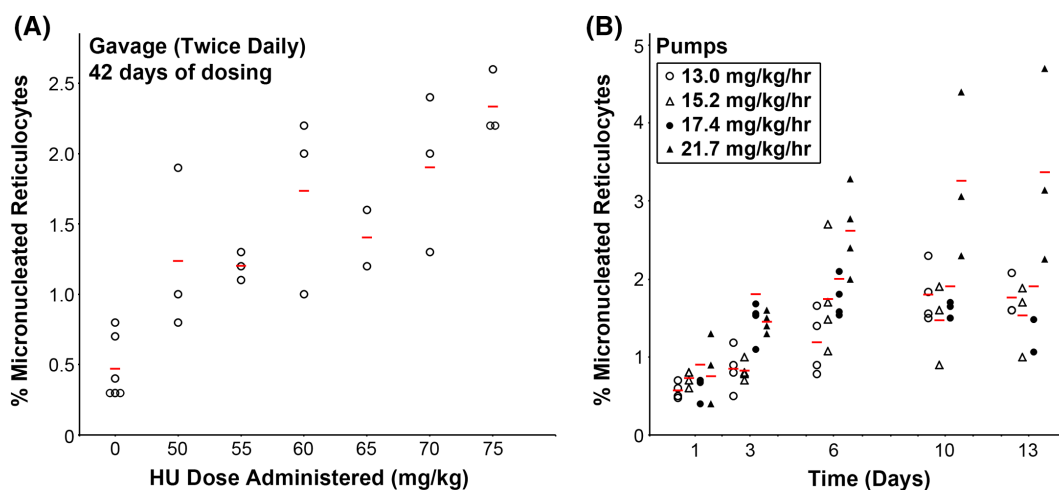 (A)
Gavage (Twice Daily)
42 days of dosing
% Micronucleated Reticulocytes
2.5
2.0
1.5
1.0
0.5
0
0 50 55 60 65 70 75
HU Dose Administered (mg/kg)
(B)
Pumps
13.0 mg/kg/hr
15.2 mg/kg/hr
17.4 mg/kg/hr
21.7 mg/kg/hr
% Micronucleated Reticulocytes
5
4
3
2
1
0
1 3 6 10 13
Time (Days)